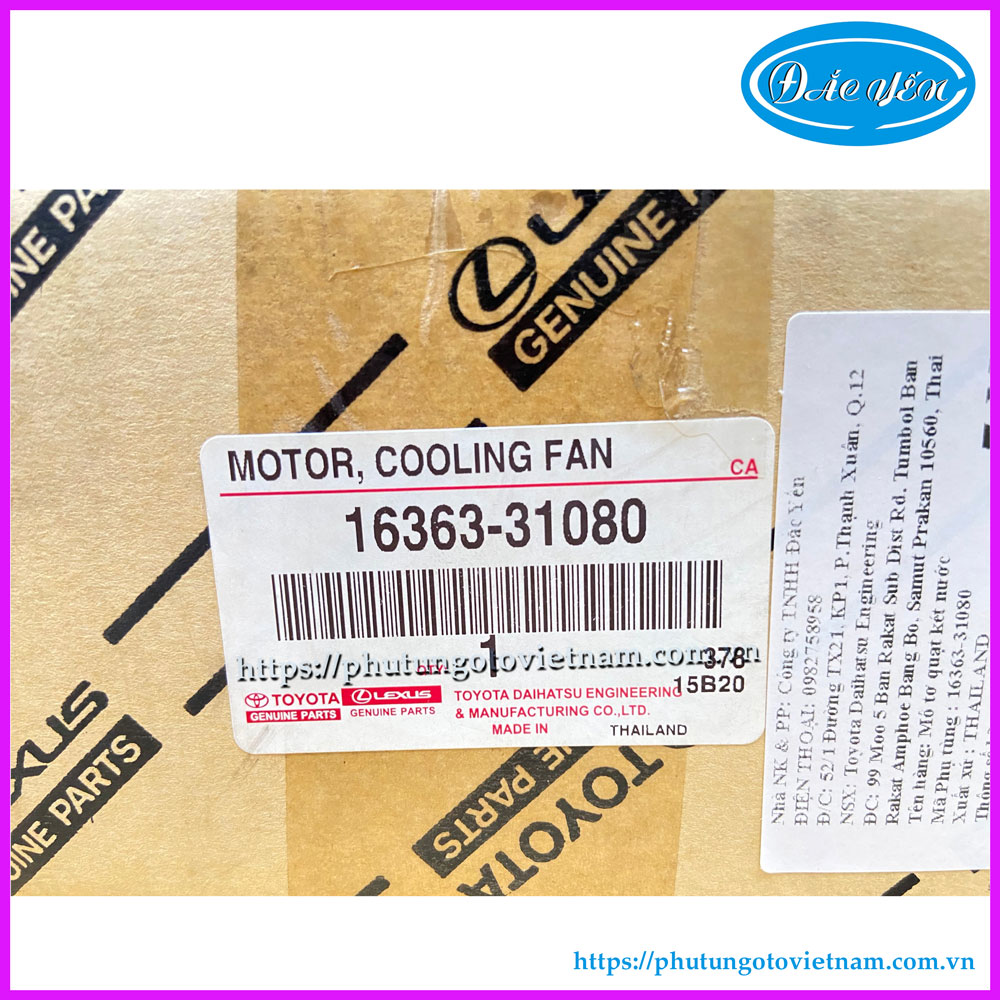 ĐẮC YẾN
INE PA
LEXUS
GENUINE P
MOTOR, COOLING FAN
CA
16363-31080
QTY.
1
https://phutungotovietnam.com.vn
378
15B20
TOYOTA
GENUINE PARTS
LEXUS
GENUINE PARTS
TOYOTA DAIHATSU ENGINEERING
& MANUFACTURING CO.,LTD.
MADE IN
THAILAND
Nhà NK & PP: Công ty TNHH Đắc Yến
ĐIỆN THOẠI: 0982758958
Đ/C: 52/1 Đường TX21, KP1, P.Thạnh Xuân, Q.12
NSX: Toyota Daihatsu Engineering
ĐC: 99 Moo 5 Ban Rakat Sub Dist Rd. Tumbol Ban
Rakat Amphoe Bang Bo, Samut Prakan 10560, Thai
Tên hàng: Mô tơ quạt két nước
Mã Phụ tùng : 16363-31080
Xuất xứ : THAILAND
XUS
NUINE PARTS
TOYOTA
GENUINE PARTS
https://phutungotovietnam.com.vn